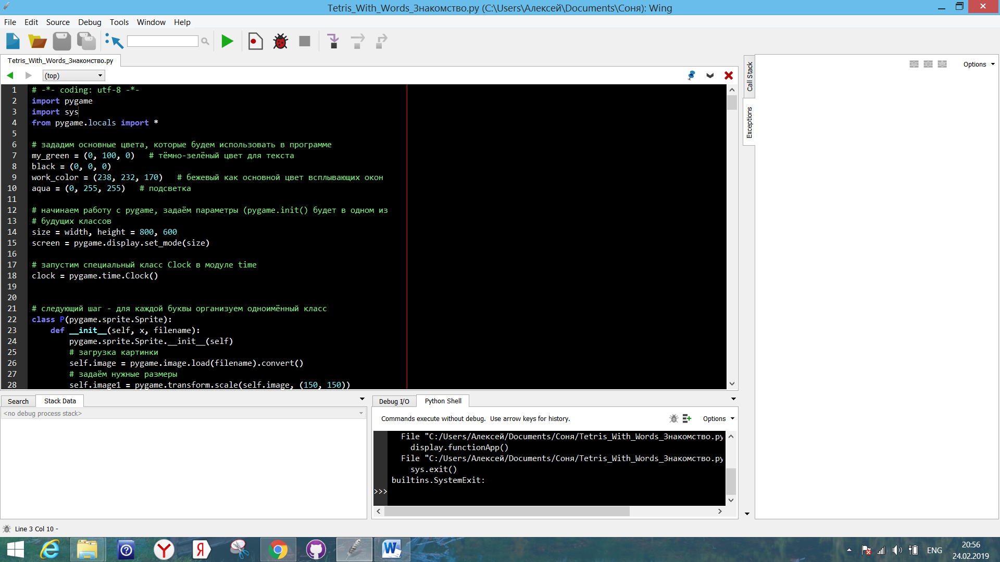 Tetris_With_Words_Знакомство.py (C:\Users\Алексей\Documents\Соня): Wing
File Edit Source Debug Tools Window Help
Tetris_With_Words_Знакомство.py
(top)
1 # -*- coding: utf-8 -*-
2 import pygame
3 import sys
4 from pygame.locals import *
5
6 # зададим основные цвета, которые будем использовать в программе
7 my_green = (0, 100, 0) # тёмно-зелёный цвет для текста
8 black = (0, 0, 0)
9 work_color = (238, 232, 170) # бежевый как основной цвет всплывающих окон
10 aqua = (0, 255, 255) # подсветка
11
12 # начинаем работу с pygame, задаём параметры (pygame.init() будет в одном из
13 # будущих классов
14 size = width, height = 800, 600
15 screen = pygame.display.set_mode(size)
16
17 # запустим специальный класс Clock в модуле time
18 clock = pygame.time.Clock()
19
20
21 # следующий шаг - для каждой буквы организуем одноимённый класс
22 class P(pygame.sprite.Sprite):
23 def __init__(self, x, filename):
24 pygame.sprite.Sprite.__init__(self)
25 # загрузка картинки
26 self.image = pygame.image.load(filename).convert()
27 # задаём нужные размеры
28 self.image1 = pygame.transform.scale(self.image, (150, 150))
Call Stack
Exceptions
Options
Search Stack Data
<no debug process stack>
Debug I/O Python Shell
Commands execute without debug. Use arrow keys for history.
Options
File "C:/Users/Алексей/Documents/Соня/Tetris_With_Words_Знакомство.py
display.functionApp()
File "C:/Users/Алексей/Documents/Соня/Tetris_With_Words_Знакомство.py
sys.exit()
builtins.SystemExit:
>>>
Line 3 Col 10 -
ENG
20:56
24.02.2019